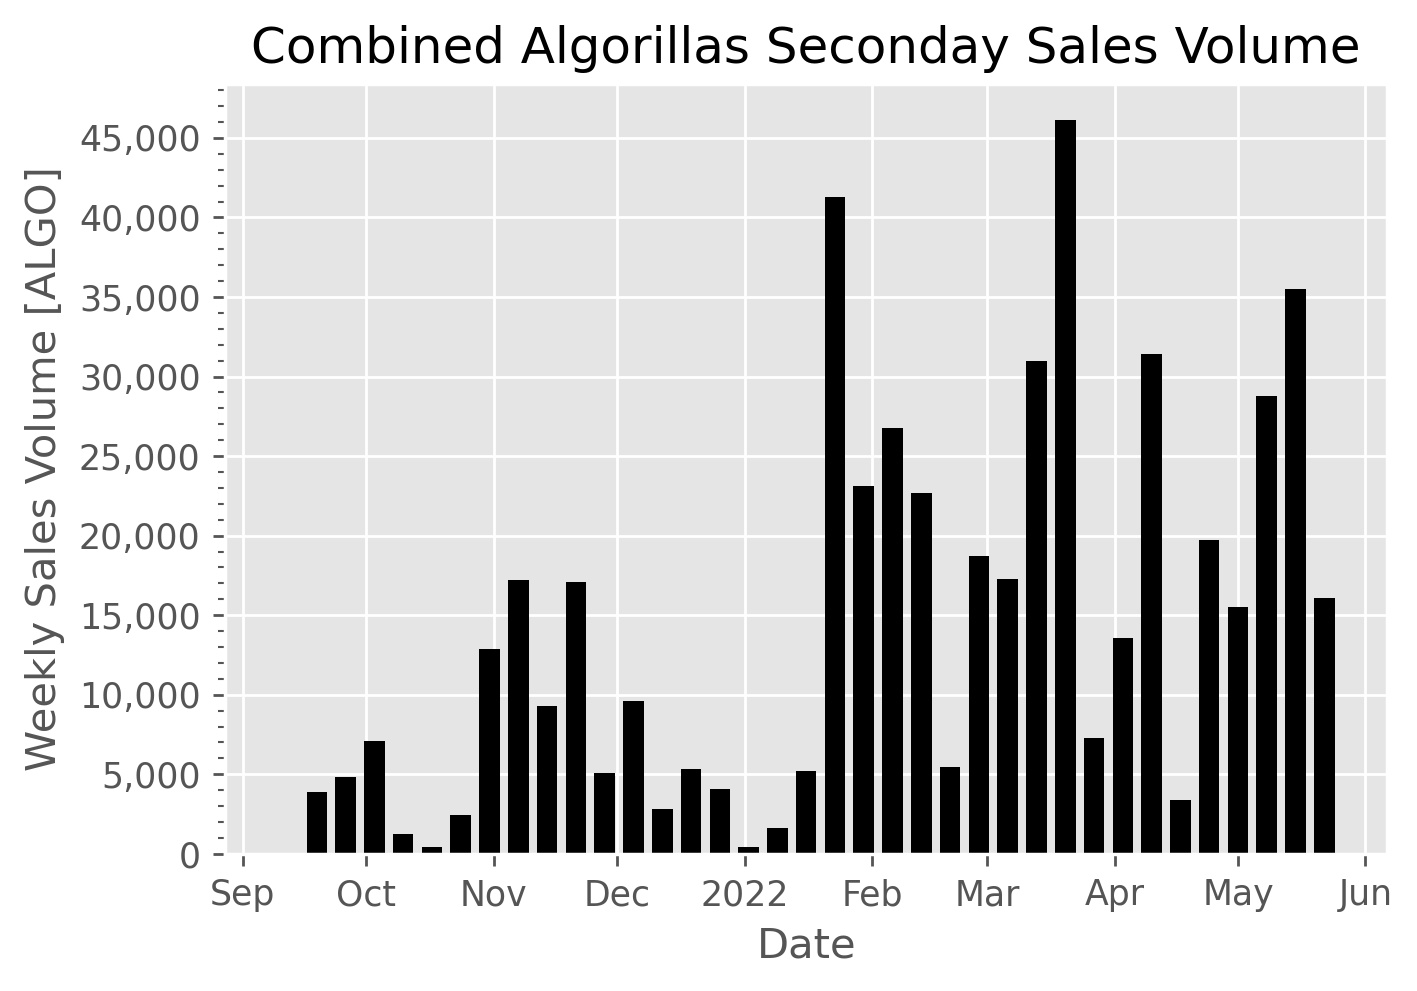 Combined Algorillas Seconday Sales Volume
Weekly Sales Volume [ALGO]
45,000
40,000
35,000
30,000
25,000
20,000
15,000
10,000
5,000
0
Sep Oct Nov Dec 2022 Feb Mar Apr May Jun
Date